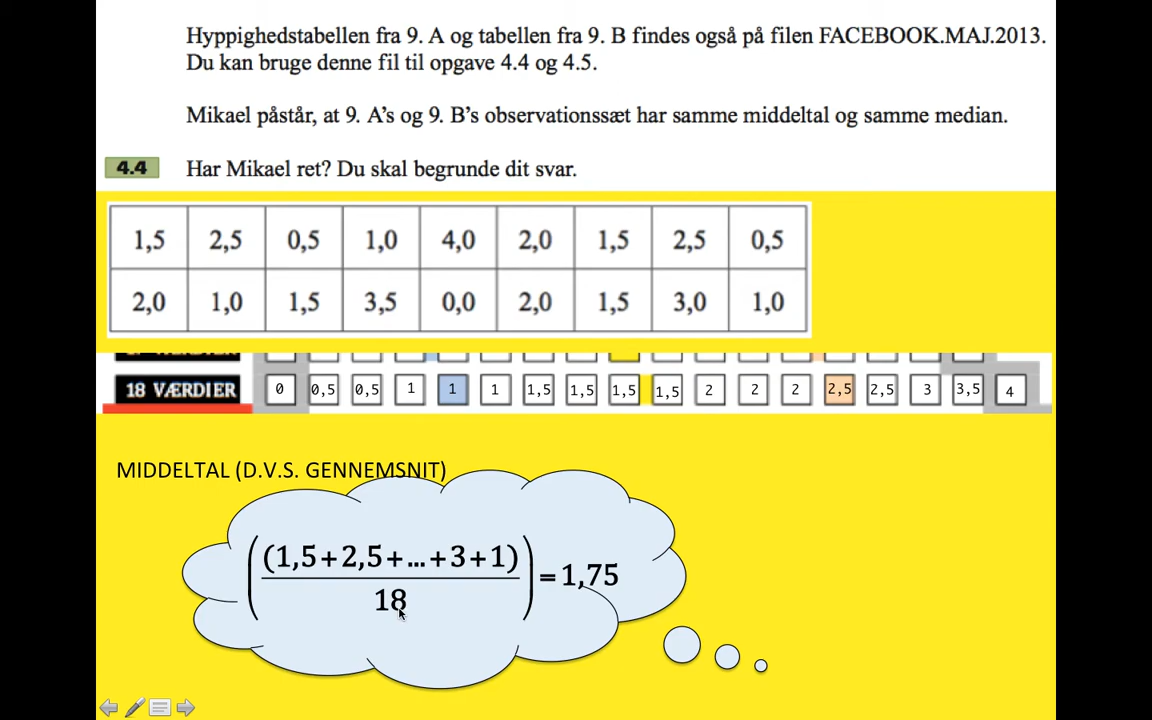 Hyppighedstabellen fra 9. A og tabellen fra 9. B findes også på filen FACEBOOK.MAJ.2013.
Du kan bruge denne fil til opgave 4.4 og 4.5.
Mikael påstår, at 9. A's og 9. B's observationssæt har samme middeltal og samme median.
4.4 Har Mikael ret? Du skal begrunde dit svar.
1,5 2,5 0,5 1,0 4,0 2,0 1,5 2,5 0,5
2,0 1,0 1,5 3,5 0,0 2,0 1,5 3,0 1,0
18 VÆRDIER 0 0,5 0,5 1 1 1 1,5 1,5 1,5 1,5 2 2 2 2,5 2,5 3 3,5 4
MIDDELTAL (D.V.S. GENNEMSNIT)
((1,5+2,5+...+3+1)
18) = 1,75